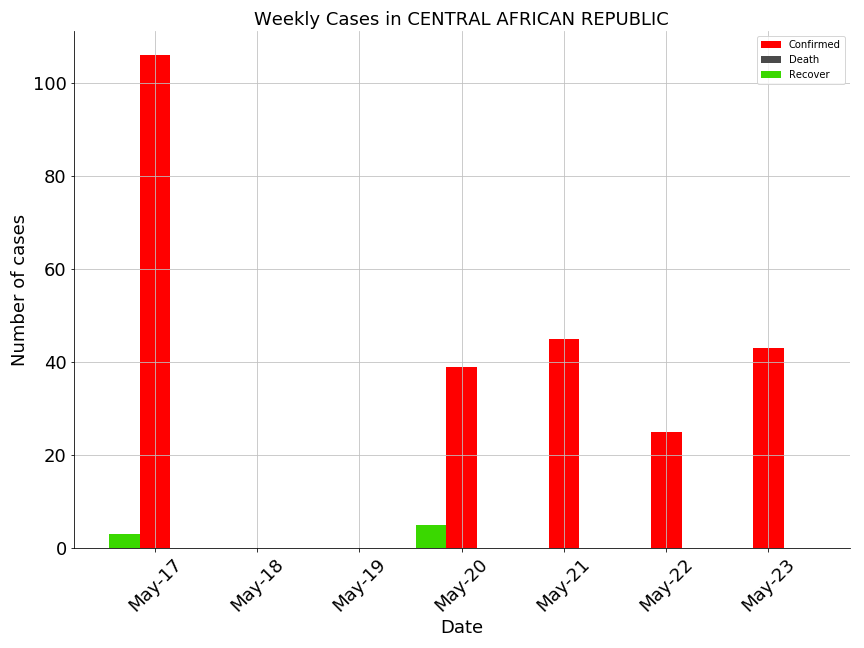 Weekly Cases in CENTRAL AFRICAN REPUBLIC
Confirmed
Death
Recover
Number of cases
100
80
60
40
20
0
May-17
May-18
May-19
May-20
May-21
May-22
May-23
Date